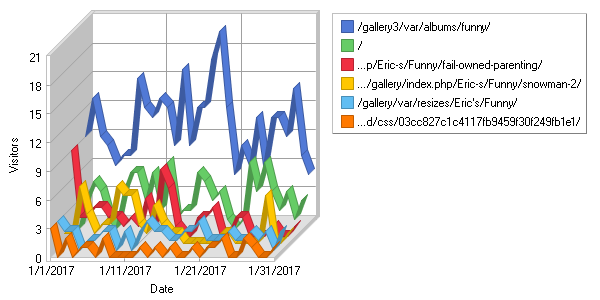 21
18
15
12
9
6
3
0
Visitors
1/1/2017 1/11/2017 1/21/2017 1/31/2017
Date
/gallery3/var/albums/funny/
/
...p/Eric-s/Funny/fail-owned-parenting/
.../gallery/index.php/Eric-s/Funny/snowman-2/
/gallery/var/resizes/Eric's/Funny/
...d/css/03cc827c1c4117fb9459f30f249fb1e1/